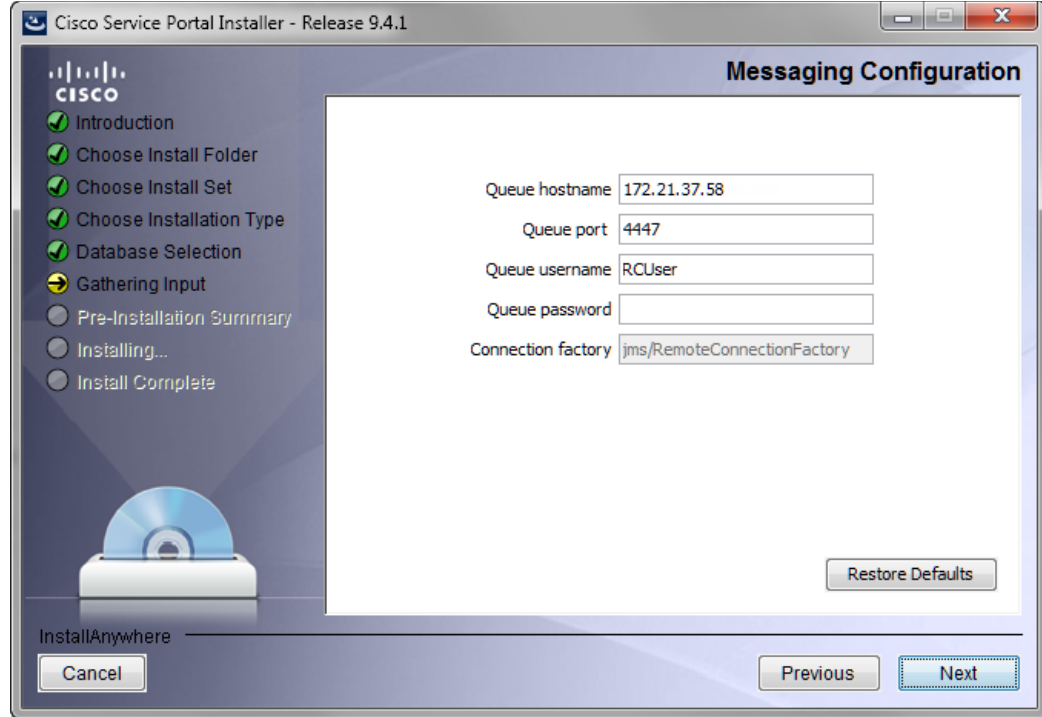 Cisco Service Portal Installer - Release 9.4.1
CISCO
Messaging Configuration
Introduction
Choose Install Folder
Choose Install Set
Choose Installation Type
Database Selection
Gathering Input
Pre-Installation Summary
Installing...
Install Complete
Queue hostname 172.21.37.58
Queue port 4447
Queue username RCUser
Queue password
Connection factory jms/RemoteConnectionFactory
Restore Defaults
InstallAnywhere
Cancel
Previous
Next